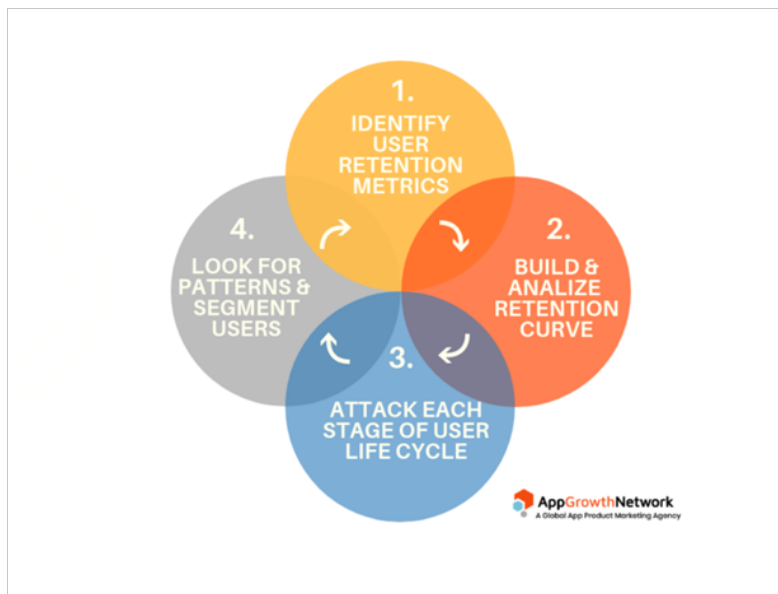 1.
IDENTIFY
USER
RETENTION
METRICS
2.
BUILD &
ANALIZE
RETENTION
CURVE
3.
ATTACK EACH
STAGE OF USER
LIFE CYCLE
4.
LOOK FOR
PATTERNS &
SEGMENT
USERS
AppGrowthNetwork
A Global App Product Marketing Agency